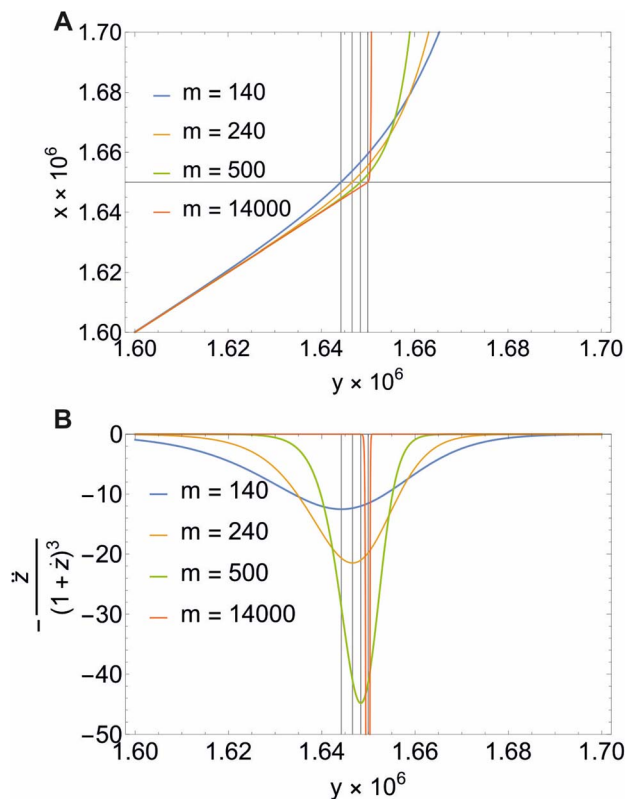 A
1.70
1.68
1.66
1.64
1.62
1.60
x × 10⁶
m = 140
m = 240
m = 500
m = 14000
1.60 1.62 1.64 1.66 1.68 1.70
y × 10⁶
B
0
−10
−20
−30
−40
−50
− z̈ / (1 + ż)³
m = 140
m = 240
m = 500
m = 14000
1.60 1.62 1.64 1.66 1.68 1.70
y × 10⁶